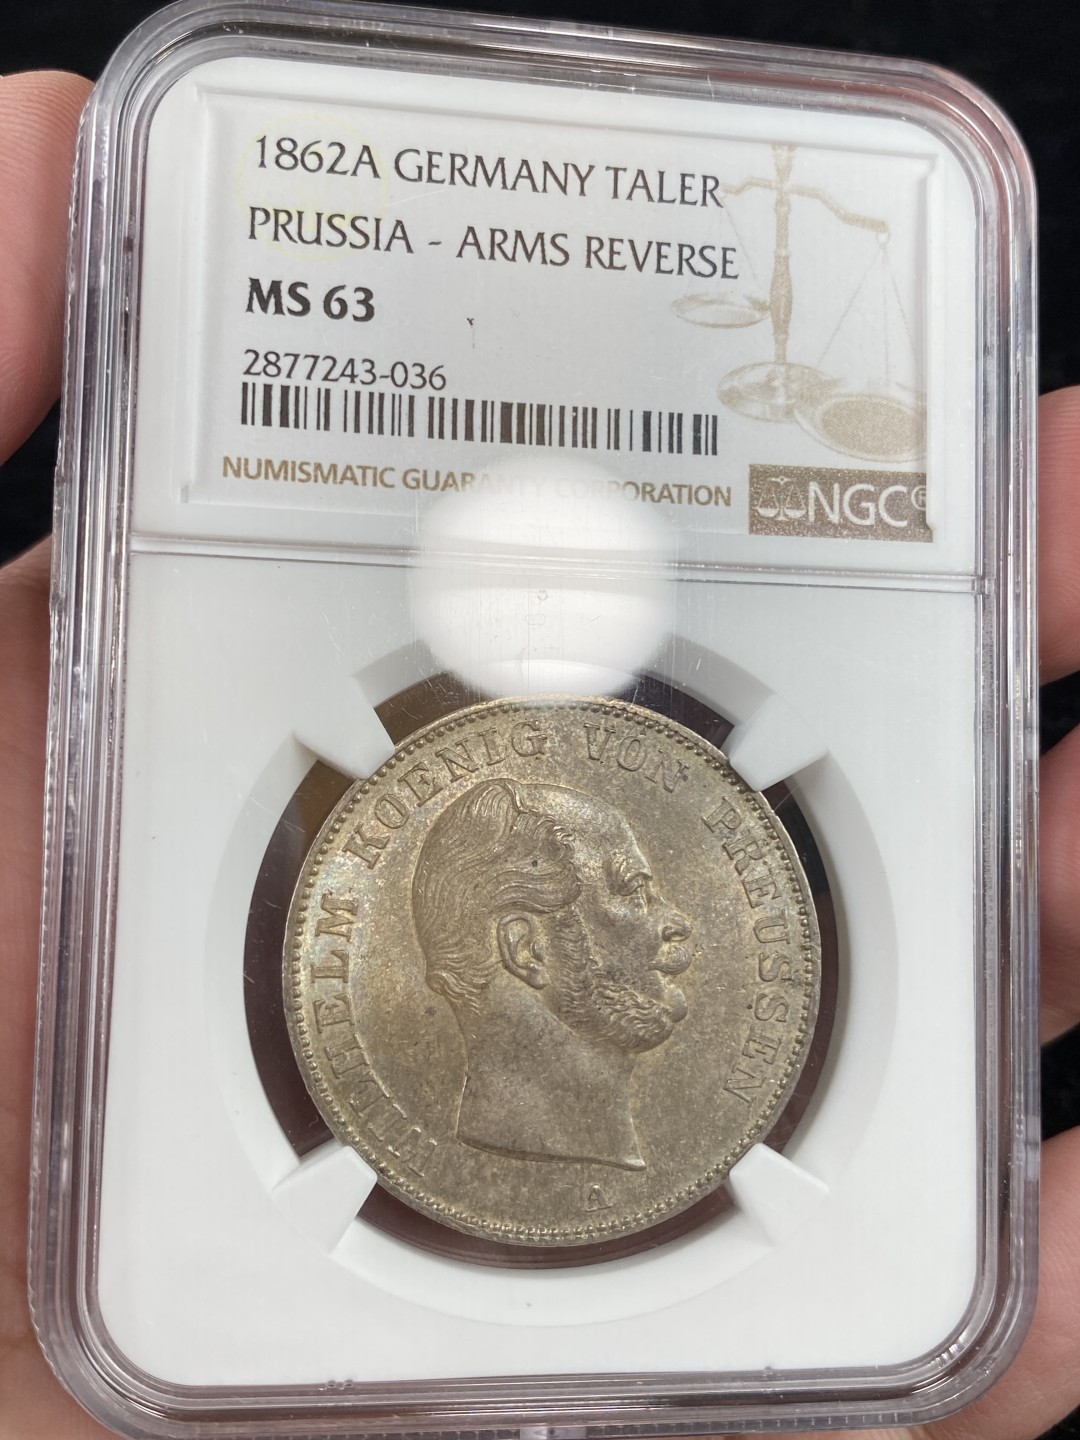 1862A GERMANY TALER
PRUSSIA - ARMS REVERSE
MS 63
2877243-036
NUMISMATIC GUARANTY CORPORATION
NGC®
WILHELM KOENIG VON PREUSSEN
A